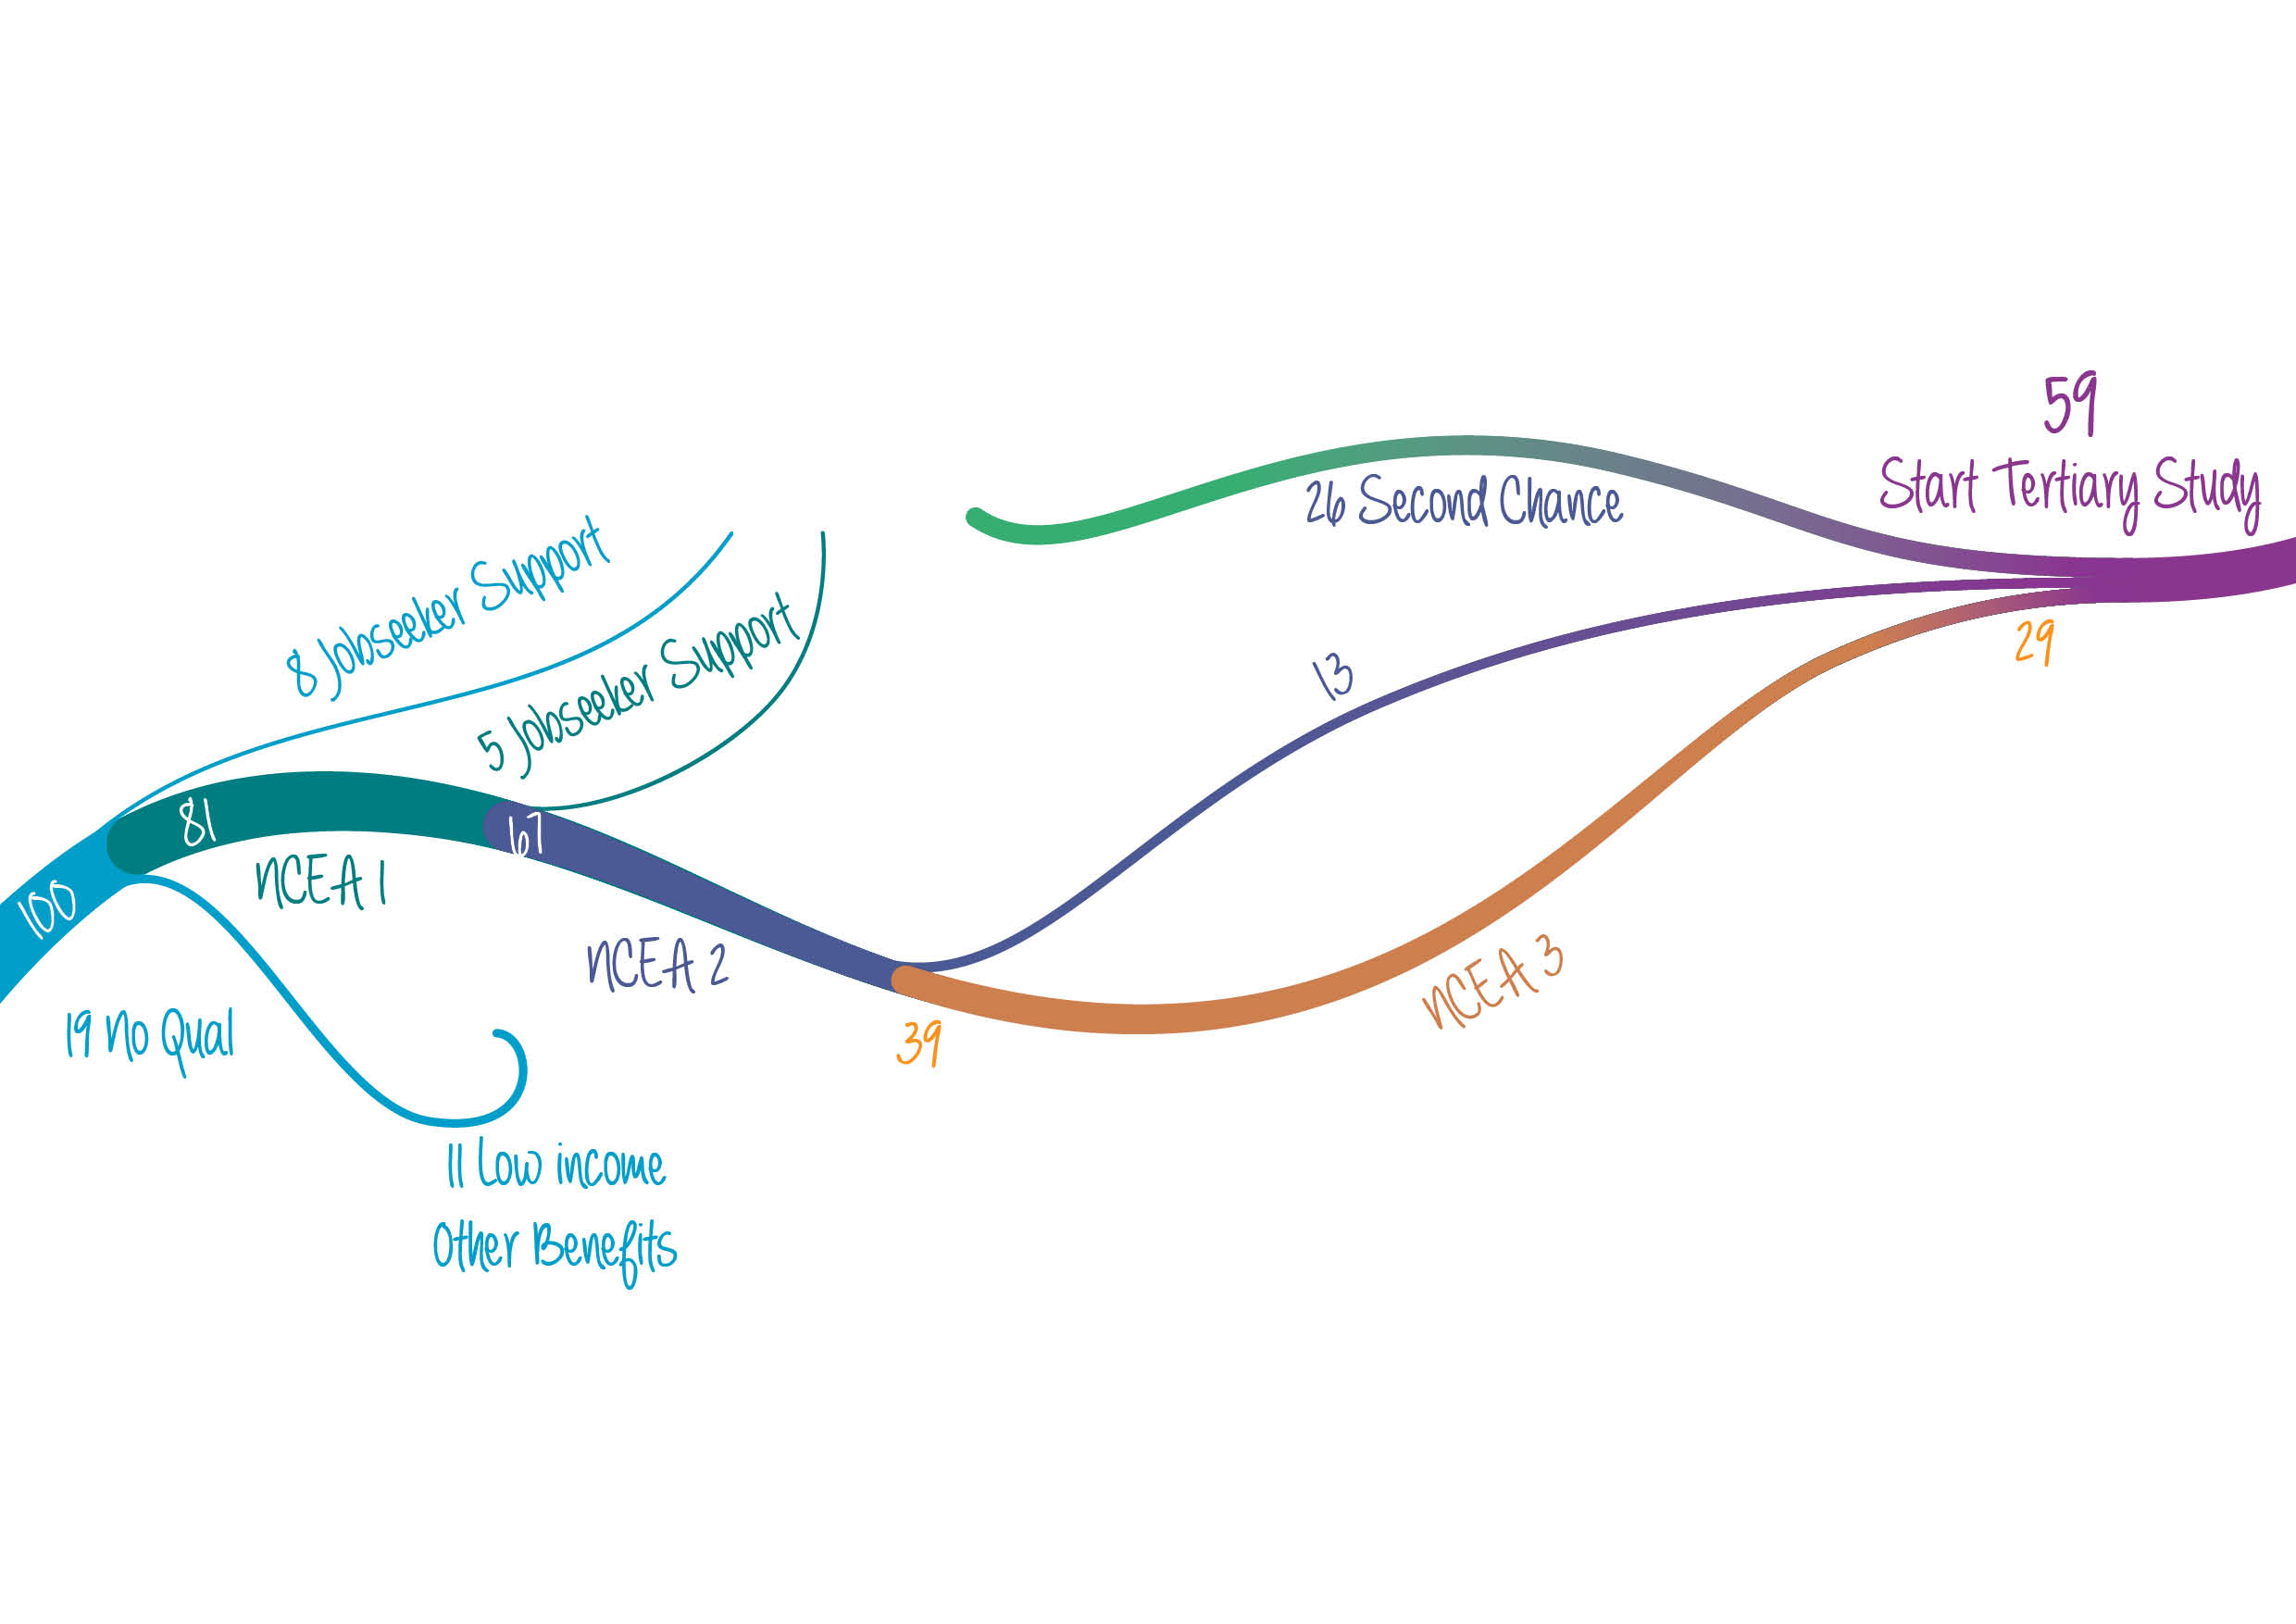 59
Start Tertiary Study
26 Second Chance
8 Jobseeker Support
5 Jobseeker Support
29
13
81
67
100
NCEA 1
NCEA 2
NCEA 3
19 No Qual
39
11 Low income
Other Benefits